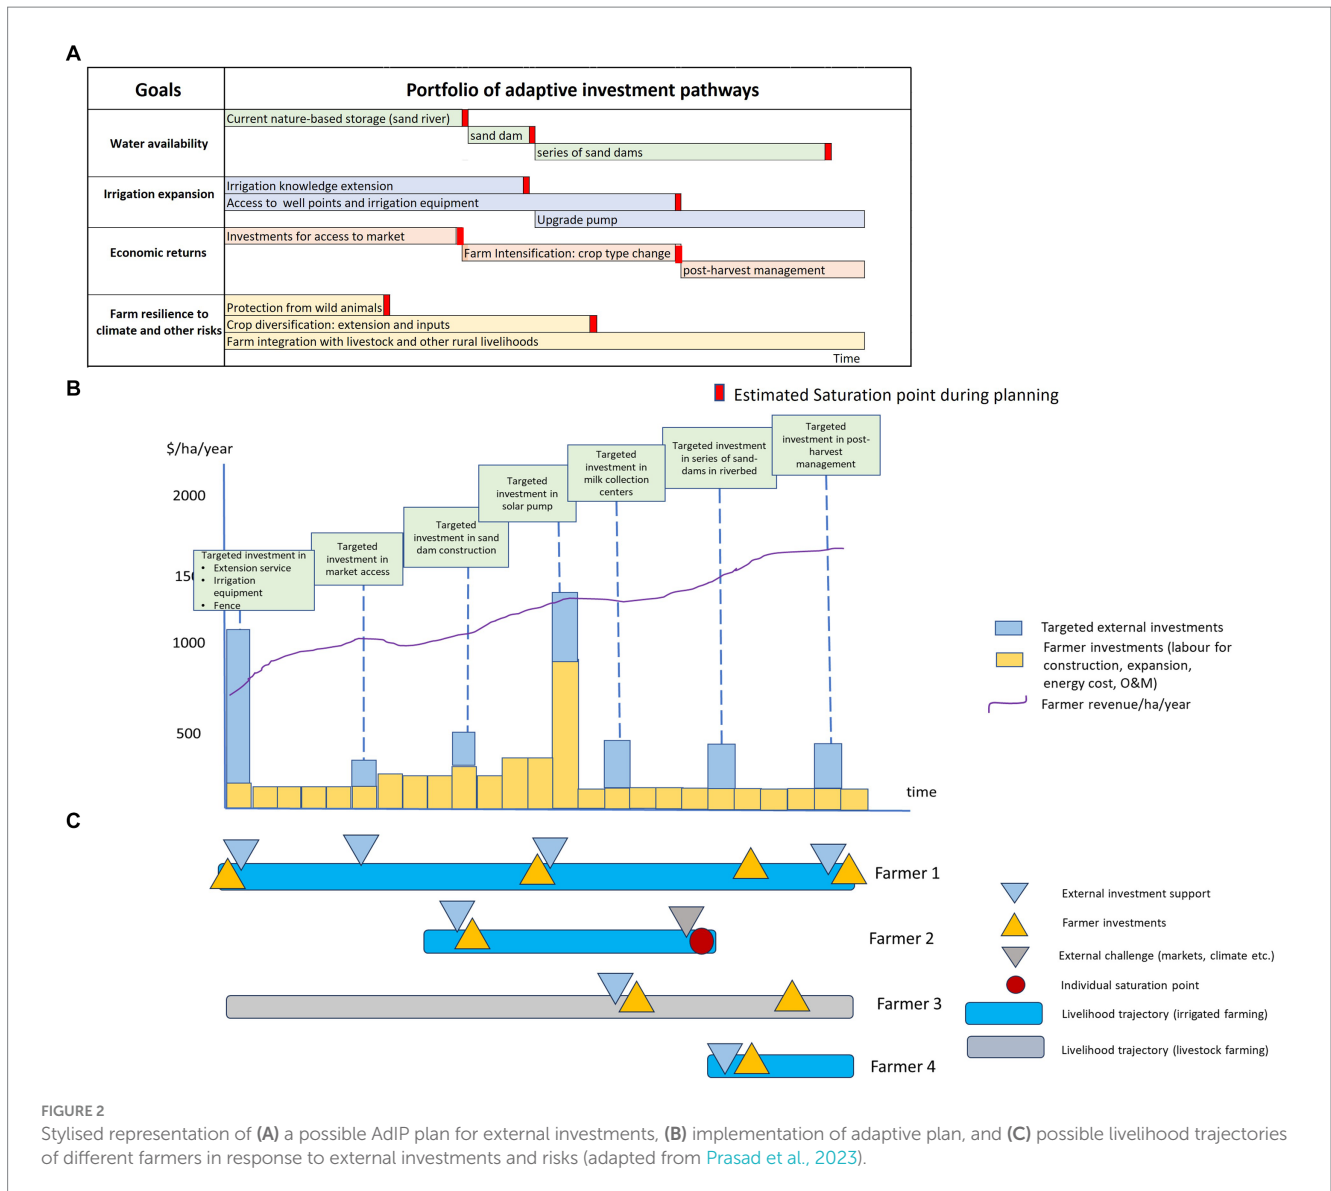 A
Goals
Portfolio of adaptive investment pathways
Water availability
Current nature-based storage (sand river)
sand dam
series of sand dams
Irrigation expansion
Irrigation knowledge extension
Access to well points and irrigation equipment
Upgrade pump
Economic returns
Investments for access to market
Farm Intensification: crop type change
post-harvest management
Farm resilience to
climate and other risks
Protection from wild animals
Crop diversification: extension and inputs
Farm integration with livestock and other rural livelihoods
Time
B
Estimated Saturation point during planning
$/ha/year
2000
150
1000
500
Targeted investment in
• Extension service
• Irrigation
equipment
• Fence
Targeted
investment in
market access
Targeted
investment in sand
dam construction
Targeted
investment in
solar pump
Targeted
investment in
milk collection
centers
Targeted investment
in series of sand-
dams in riverbed
Targeted
investment in post-
harvest
management
time
Targeted external investments
Farmer investments (labour for
construction, expansion,
energy cost, O&M)
Farmer revenue/ha/year
C
Farmer 1
Farmer 2
Farmer 3
Farmer 4
External investment support
Farmer investments
External challenge (markets, climate etc.)
Individual saturation point
Livelihood trajectory (irrigated farming)
Livelihood trajectory (livestock farming)
FIGURE 2
Stylised representation of (A) a possible AdIP plan for external investments, (B) implementation of adaptive plan, and (C) possible livelihood trajectories
of different farmers in response to external investments and risks (adapted from Prasad et al., 2023).